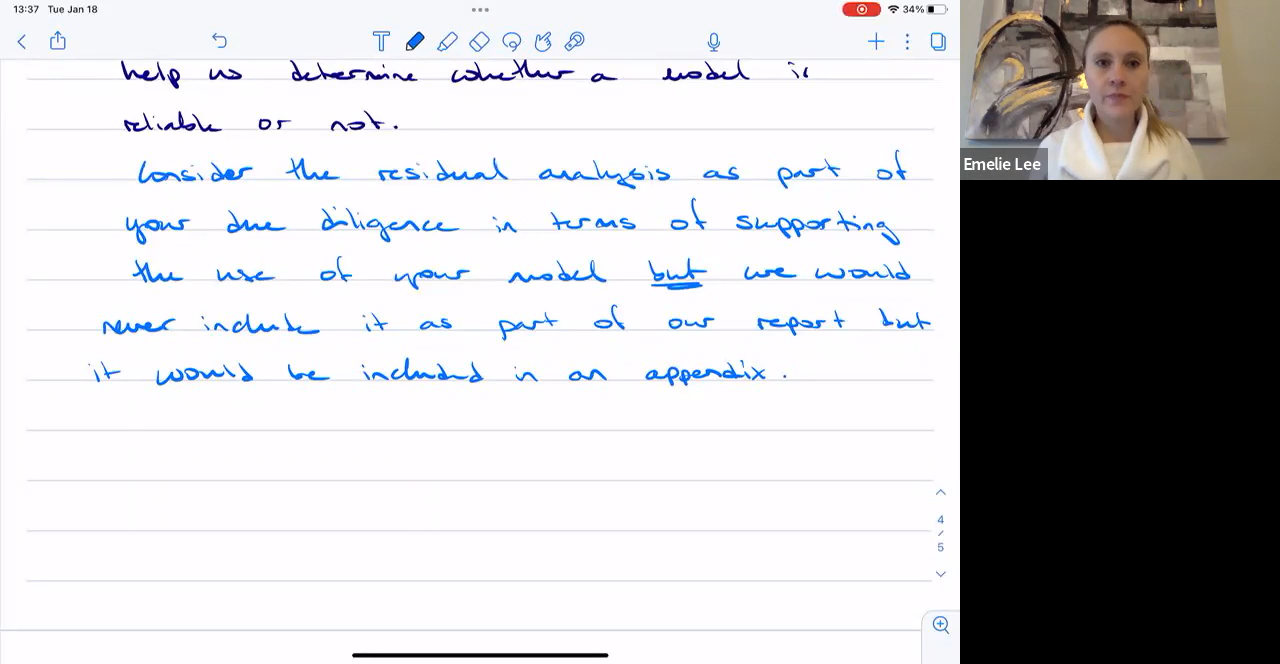 13:37 Tue Jan 18
34%
help us determine whether a model is
reliable or not.
Consider the residual analysis as part of
your due diligence in terms of supporting
the use of your model but we would
never include it as part of our report but
it would be included in an appendix.
4
/
5
Emelie Lee